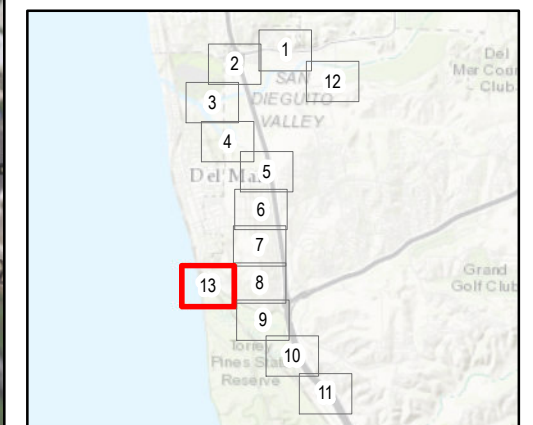 1
2
Del
Mar Coun
Club
SAN
12
DIEGUITO
3
VALLEY
4
Del Ma
5
6
7
13
8
Grand
Golf Club
9
Torrey
Pines State
Reserve
10
11